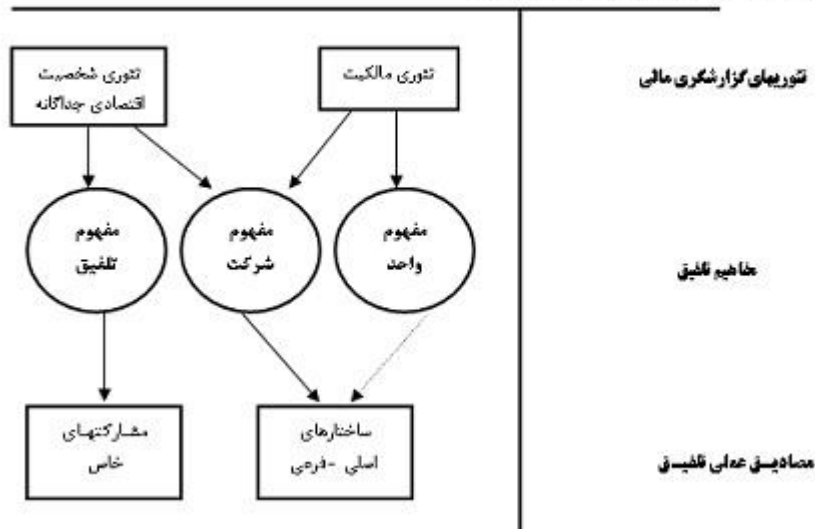 تئوریهای گزارشگری مالی
تئوری مالکیت
تئوری شخصیت
اقتصادی جداگانه
مفاهیم تلفیق
مفهوم
واحد
مفهوم
شرکت
مفهوم
تلفیق
مصادیق عملی تلفیق
ساختارهای
اصلی - فرعی
مشارکتهای
خاص